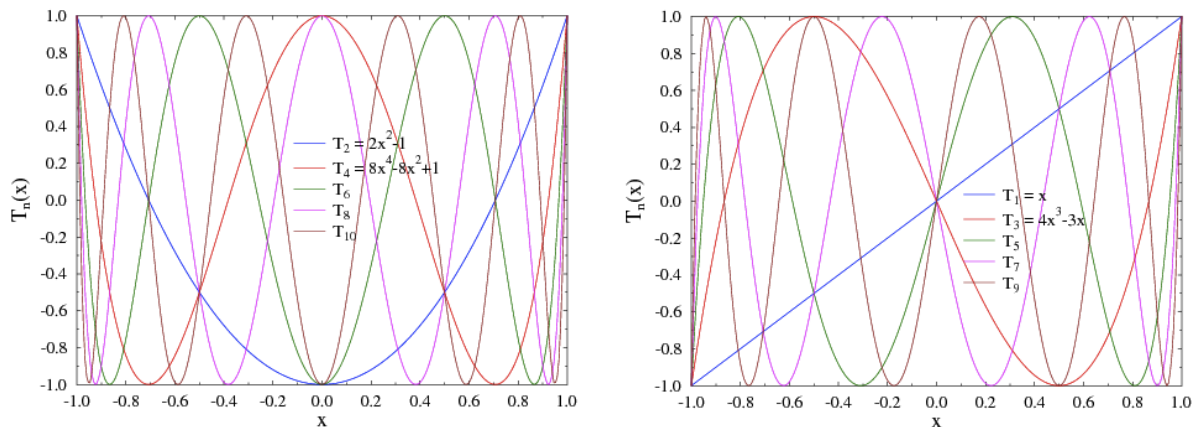 1.0
0.8
0.6
0.4
0.2
0.0
-0.2
-0.4
-0.6
-0.8
-1.0
Tₙ(x)
T₂ = 2x²-1
T₄ = 8x⁴-8x²+1
T₆
T₈
T₁₀
-1.0 -0.8 -0.6 -0.4 -0.2 0.0 0.2 0.4 0.6 0.8 1.0
x
1.0
0.8
0.6
0.4
0.2
0.0
-0.2
-0.4
-0.6
-0.8
-1.0
Tₙ(x)
T₁ = x
T₃ = 4x³-3x
T₅
T₇
T₉
-1.0 -0.8 -0.6 -0.4 -0.2 0.0 0.2 0.4 0.6 0.8 1.0
x